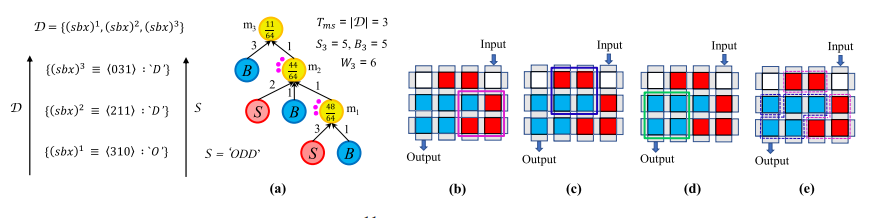 𝒟 = {(sbx)¹, (sbx)², (sbx)³}
{(sbx)³ ≡ ⟨031⟩ : ‘D’}
𝒟
{(sbx)² ≡ ⟨211⟩ : ‘D’}
S
{(sbx)¹ ≡ ⟨310⟩ : ‘O’}
S = ‘ODD’
m₃
11/64
3
1
B
44/64
m₂
2
1
1
S
B
48/64
m₁
3
1
S
B
(a)
Tₘₛ = |𝒟| = 3
S₃ = 5, B₃ = 5
W₃ = 6
Input
Output
(b)
Input
Output
(c)
Input
Output
(d)
Input
Output
(e)